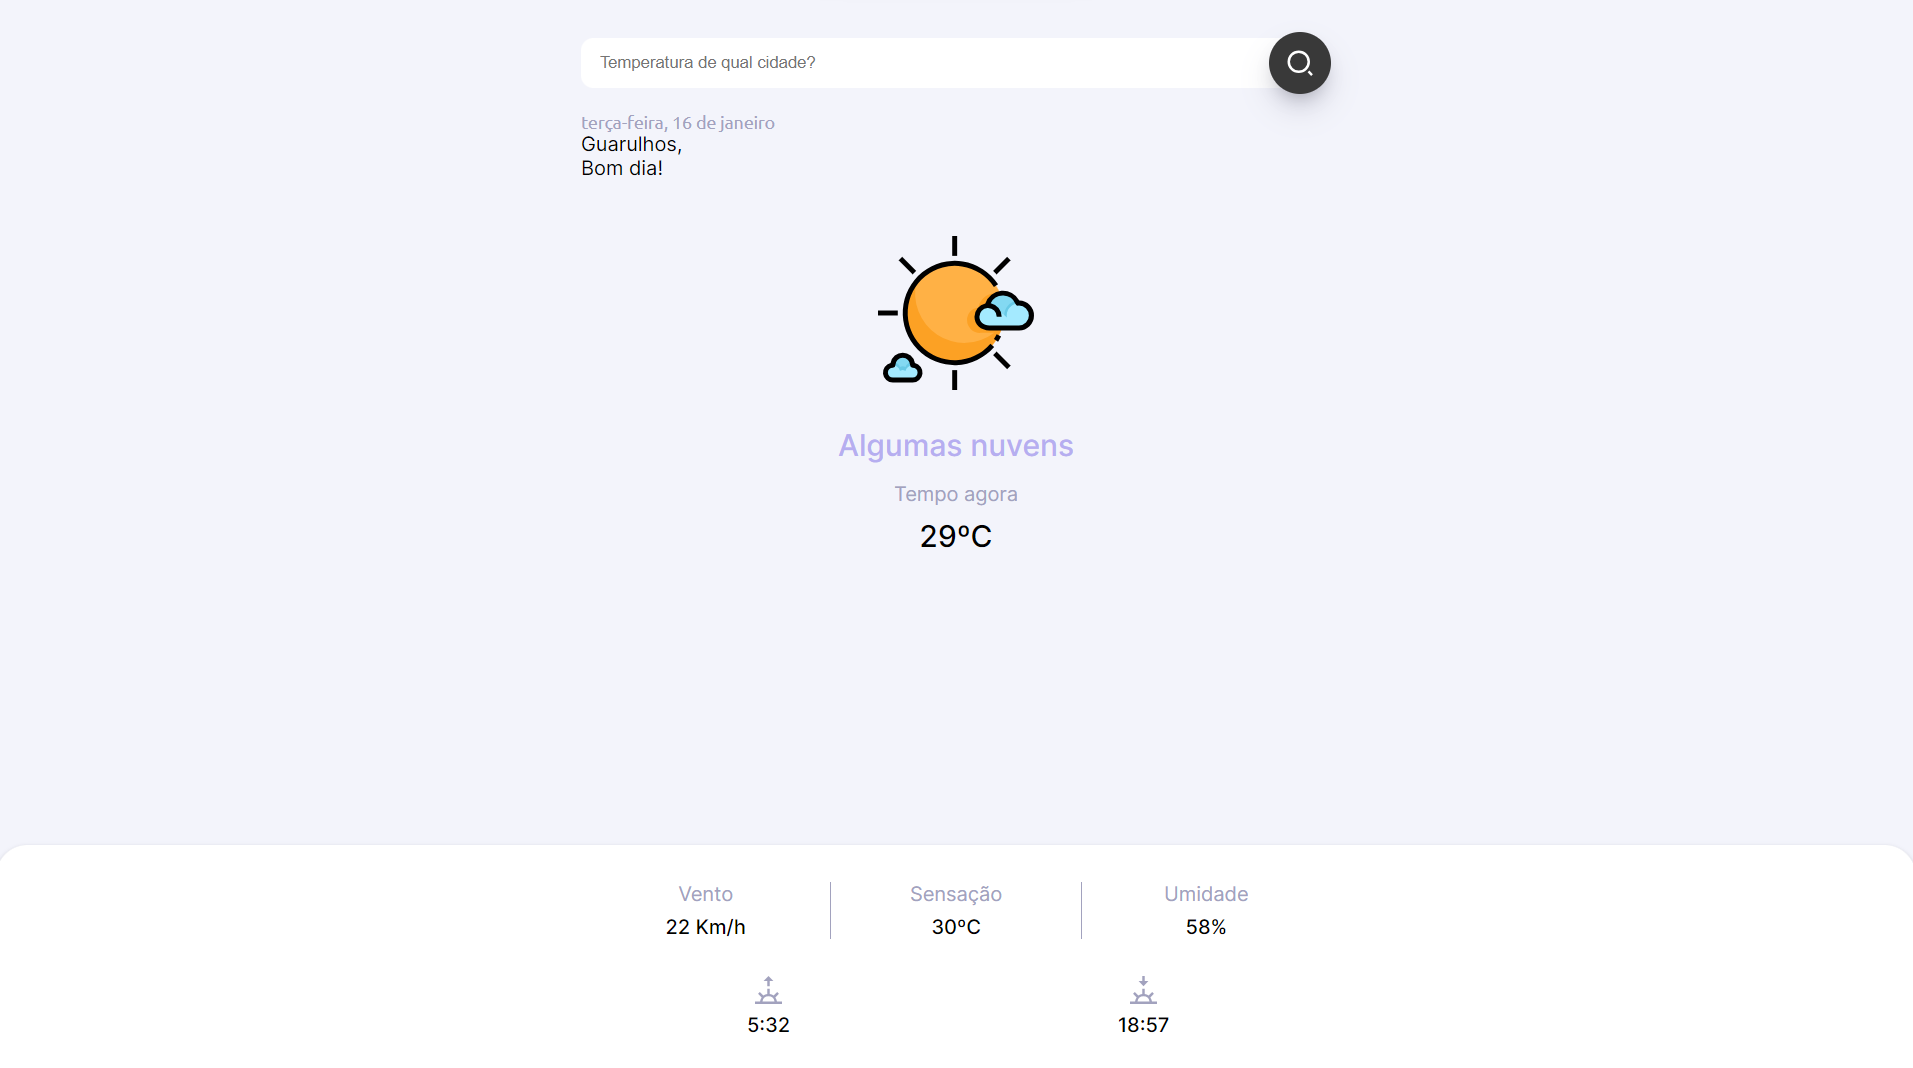 Temperatura de qual cidade?
terça-feira, 16 de janeiro
Guarulhos,
Bom dia!
Algumas nuvens
Tempo agora
29ºC
Vento
22 Km/h
Sensação
30ºC
Umidade
58%
5:32
18:57